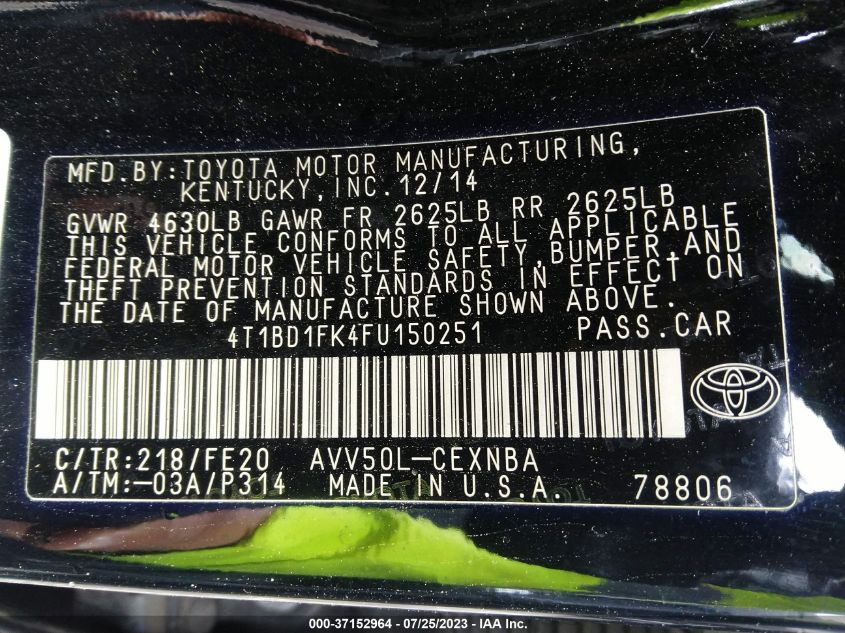 MFD.BY:TOYOTA MOTOR MANUFACTURING,
KENTUCKY,INC.12/14
GVWR 4630LB GAWR FR 2625LB RR 2625LB
THIS VEHICLE CONFORMS TO ALL APPLICABLE
FEDERAL MOTOR VEHICLE SAFETY,BUMPER,AND
THEFT PREVENTION STANDARDS IN EFFECT ON
THE DATE OF MANUFACTURE SHOWN ABOVE.
4T1BD1FK4FU150251 PASS.CAR
C/TR:218/FE20 AVV50L-CEXNBA
A/TM:-03A/P314 MADE IN U.S.A. 78806
000-37152964 - 07/25/2023 - IAA Inc.